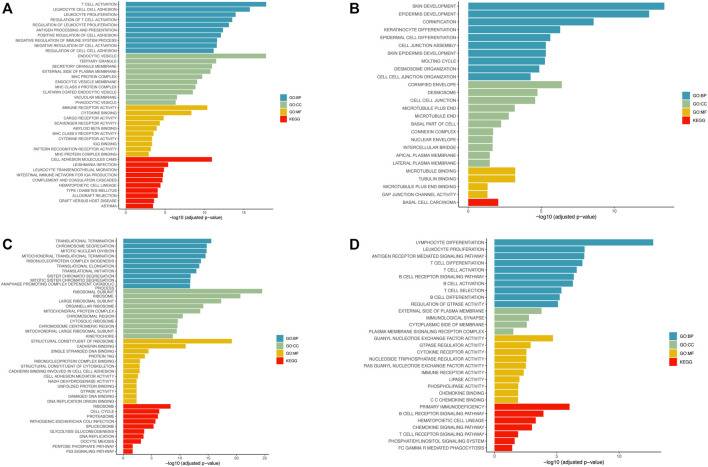 A
T CELL ACTIVATION
LEUKOCYTE CELL CELL ADHESION
LEUKOCYTE PROLIFERATION
REGULATION OF T CELL ACTIVATION
REGULATION OF LEUKOCYTE PROLIFERATION
ANTIGEN PROCESSING AND PRESENTATION
POSITIVE REGULATION OF CELL ADHESION
NEGATIVE REGULATION OF IMMUNE SYSTEM PROCESS
NEGATIVE REGULATION OF CELL ACTIVATION
REGULATION OF CELL CELL ADHESION
ENDOCYTIC VESICLE
TERTIARY GRANULE
SECRETORY GRANULE MEMBRANE
EXTERNAL SIDE OF PLASMA MEMBRANE
MHC PROTEIN COMPLEX
ENDOCYTIC VESICLE MEMBRANE
MHC CLASS II PROTEIN COMPLEX
CLATHRIN COATED ENDOCYTIC VESICLE
VACUOLAR MEMBRANE
PHAGOCYTIC VESICLE
IMMUNE RECEPTOR ACTIVITY
CYTOKINE BINDING
CARGO RECEPTOR ACTIVITY
SCAVENGER RECEPTOR ACTIVITY
AMYLOID BETA BINDING
MHC CLASS II RECEPTOR ACTIVITY
CYTOKINE RECEPTOR ACTIVITY
IGG BINDING
PATTERN RECOGNITION RECEPTOR ACTIVITY
MHC PROTEIN COMPLEX BINDING
CELL ADHESION MOLECULES CAMS
LEISHMANIA INFECTION
LEUKOCYTE TRANSENDOTHELIAL MIGRATION
INTESTINAL IMMUNE NETWORK FOR IGA PRODUCTION
COMPLEMENT AND COAGULATION CASCADES
HEMATOPOIETIC CELL LINEAGE
TYPE I DIABETES MELLITUS
ALLOGRAFT REJECTION
GRAFT VERSUS HOST DISEASE
ASTHMA
0 5 10 15
−log10 (adjusted p−value)
GO:BP
GO:CC
GO:MF
KEGG
B
SKIN DEVELOPMENT
EPIDERMIS DEVELOPMENT
CORNIFICATION
KERATINOCYTE DIFFERENTIATION
EPIDERMAL CELL DIFFERENTIATION
CELL JUNCTION ASSEMBLY
SKIN EPIDERMIS DEVELOPMENT
MOLTING CYCLE
DESMOSOME ORGANIZATION
CELL CELL JUNCTION ORGANIZATION
CORNIFIED ENVELOPE
DESMOSOME
CELL CELL JUNCTION
MICROTUBULE PLUS END
MICROTUBULE END
BASAL PART OF CELL
CONNEXIN COMPLEX
NUCLEAR ENVELOPE
INTERCELLULAR BRIDGE
APICAL PLASMA MEMBRANE
LATERAL PLASMA MEMBRANE
MICROTUBULE BINDING
TUBULIN BINDING
MICROTUBULE PLUS END BINDING
GAP JUNCTION CHANNEL ACTIVITY
BASAL CELL CARCINOMA
0 5 10
−log10 (adjusted p−value)
GO:BP
GO:CC
GO:MF
KEGG
C
TRANSLATIONAL TERMINATION
CHROMOSOME SEGREGATION
MITOTIC NUCLEAR DIVISION
MITOCHONDRIAL TRANSLATIONAL TERMINATION
RIBONUCLEOPROTEIN COMPLEX BIOGENESIS
TRANSLATIONAL ELONGATION
TRANSLATIONAL INITIATION
SISTER CHROMATID SEGREGATION
MITOTIC SISTER CHROMATID SEGREGATION
ANAPHASE PROMOTING COMPLEX DEPENDENT CATABOLIC
PROCESS
RIBOSOMAL SUBUNIT
RIBOSOME
LARGE RIBOSOMAL SUBUNIT
ORGANELLAR RIBOSOME
MITOCHONDRIAL PROTEIN COMPLEX
CHROMOSOMAL REGION
CYTOSOLIC RIBOSOME
CHROMOSOME CENTROMERIC REGION
MITOCHONDRIAL LARGE RIBOSOMAL SUBUNIT
KINETOCHORE
STRUCTURAL CONSTITUENT OF RIBOSOME
CADHERIN BINDING
SINGLE STRANDED DNA BINDING
PROTEIN TAG
RIBONUCLEOPROTEIN COMPLEX BINDING
STRUCTURAL CONSTITUENT OF CYTOSKELETON
CADHERIN BINDING INVOLVED IN CELL CELL ADHESION
CELL ADHESION MEDIATOR ACTIVITY
NADH DEHYDROGENASE ACTIVITY
UNFOLDED PROTEIN BINDING
GTPASE ACTIVITY
DAMAGED DNA BINDING
DNA REPLICATION ORIGIN BINDING
RIBOSOME
CELL CYCLE
PROTEASOME
PATHOGENIC ESCHERICHIA COLI INFECTION
SPLICEOSOME
GLYCOLYSIS GLUCONEOGENESIS
DNA REPLICATION
OOCYTE MEIOSIS
PENTOSE PHOSPHATE PATHWAY
P53 SIGNALING PATHWAY
0 5 10 15 20 25
−log10 (adjusted p−value)
GO:BP
GO:CC
GO:MF
KEGG
D
LYMPHOCYTE DIFFERENTIATION
LEUKOCYTE PROLIFERATION
ANTIGEN RECEPTOR MEDIATED SIGNALING PATHWAY
T CELL DIFFERENTIATION
T CELL ACTIVATION
B CELL RECEPTOR SIGNALING PATHWAY
B CELL ACTIVATION
T CELL SELECTION
B CELL DIFFERENTIATION
REGULATION OF GTPASE ACTIVITY
EXTERNAL SIDE OF PLASMA MEMBRANE
IMMUNOLOGICAL SYNAPSE
CYTOPLASMIC SIDE OF MEMBRANE
PLASMA MEMBRANE SIGNALING RECEPTOR COMPLEX
GUANYL NUCLEOTIDE EXCHANGE FACTOR ACTIVITY
GTPASE REGULATOR ACTIVITY
CYTOKINE RECEPTOR ACTIVITY
NUCLEOSIDE TRIPHOSPHATASE REGULATOR ACTIVITY
RAS GUANYL NUCLEOTIDE EXCHANGE FACTOR ACTIVITY
IMMUNE RECEPTOR ACTIVITY
LIPASE ACTIVITY
PHOSPHOLIPASE ACTIVITY
CHEMOKINE BINDING
C C CHEMOKINE BINDING
PRIMARY IMMUNODEFICIENCY
B CELL RECEPTOR SIGNALING PATHWAY
HEMATOPOIETIC CELL LINEAGE
CHEMOKINE SIGNALING PATHWAY
T CELL RECEPTOR SIGNALING PATHWAY
PHOSPHATIDYLINOSITOL SIGNALING SYSTEM
FC GAMMA R MEDIATED PHAGOCYTOSIS
0 5 10
−log10 (adjusted p−value)
GO:BP
GO:CC
GO:MF
KEGG